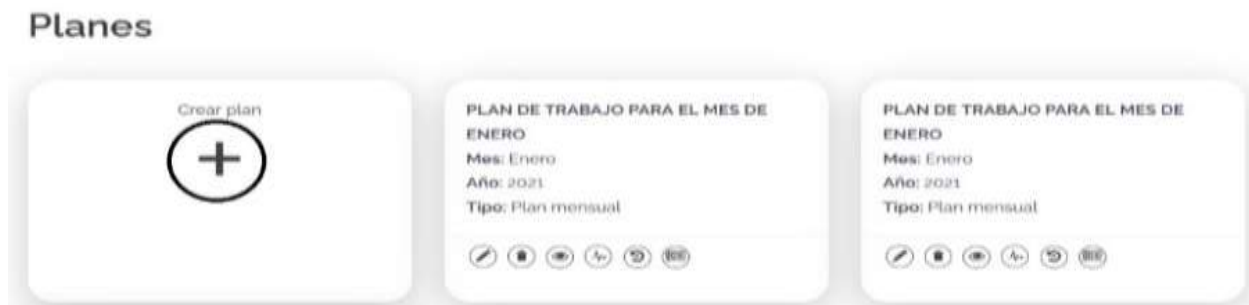 Planes
Crear plan
PLAN DE TRABAJO PARA EL MES DE
ENERO
Mes: Enero
Año: 2021
Tipo: Plan mensual
PLAN DE TRABAJO PARA EL MES DE
ENERO
Mes: Enero
Año: 2021
Tipo: Plan mensual